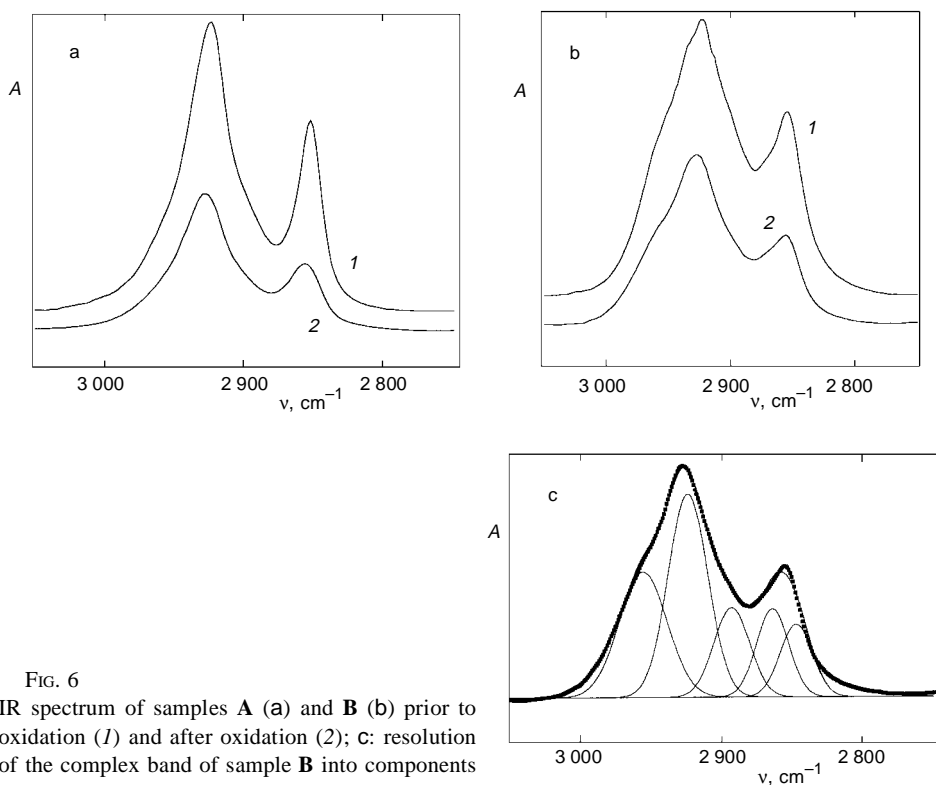 a
A
1
2
3 000
2 900
2 800
ν, cm–1
b
A
1
2
3 000
2 900
2 800
ν, cm–1
c
A
3 000
2 900
2 800
ν, cm–1
FIG. 6
IR spectrum of samples A (a) and B (b) prior to
oxidation (1) and after oxidation (2); c: resolution
of the complex band of sample B into components